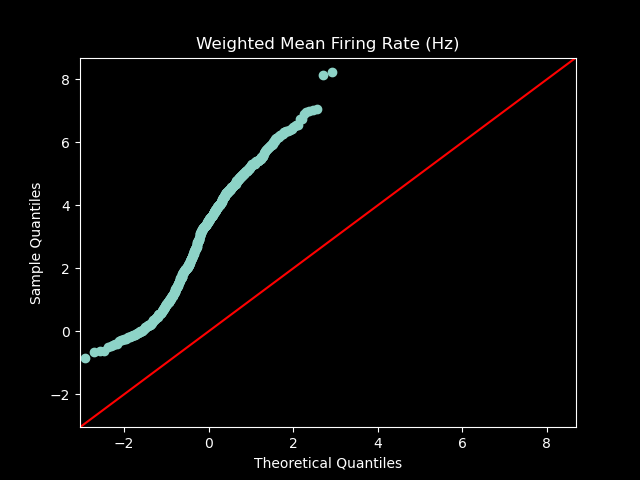 Weighted Mean Firing Rate (Hz)
8
6
4
2
0
−2
Sample Quantiles
−2 0 2 4 6 8
Theoretical Quantiles